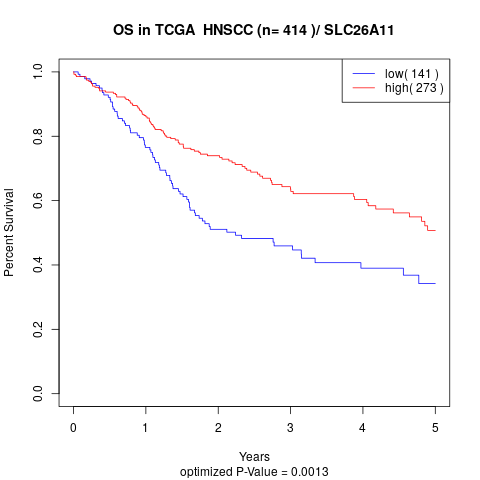 OS in TCGA  HNSCC (n= 414 )/ SLC26A11
low( 141 )
high( 273 )
Percent Survival
1.0
0.8
0.6
0.4
0.2
0.0
0 1 2 3 4 5
Years
optimized P-Value = 0.0013